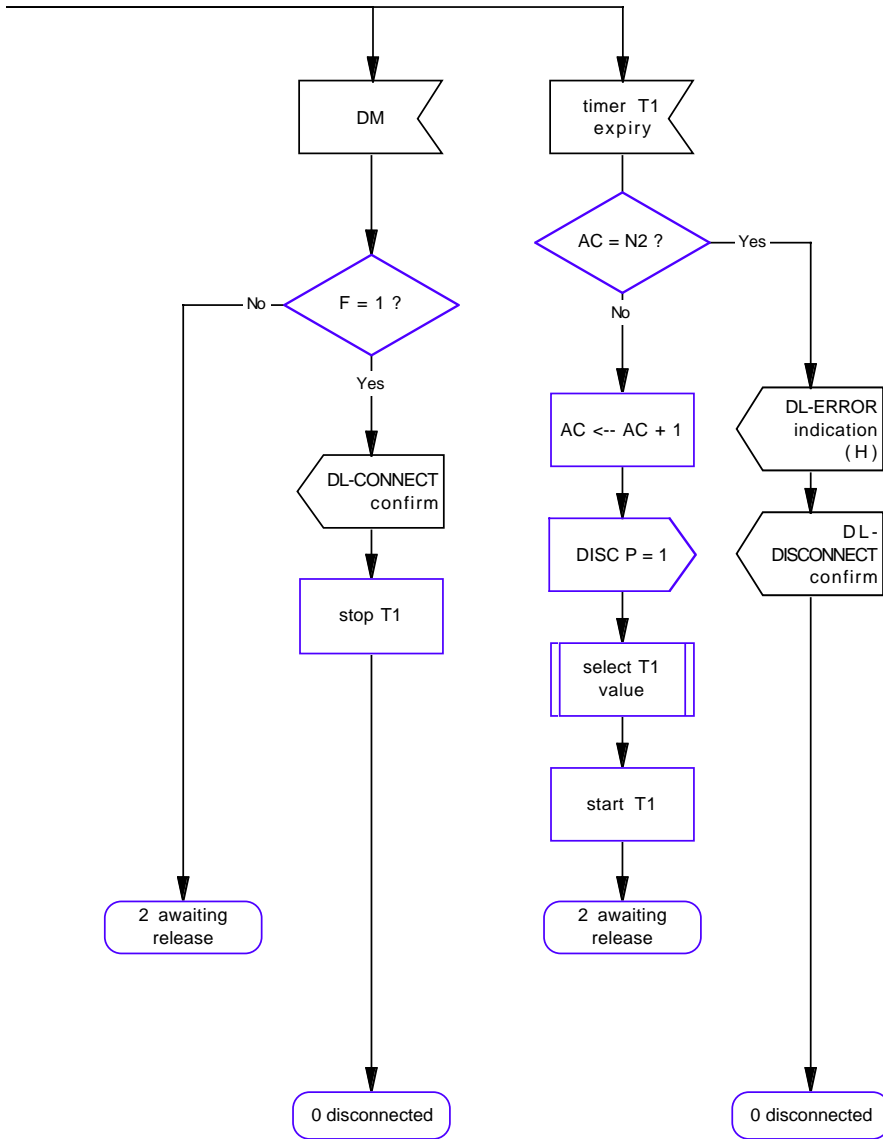 DM
timer T1
expiry
AC = N2 ?
Yes
No
F = 1 ?
No
Yes
DL-CONNECT
confirm
stop T1
AC <-- AC + 1
DL-ERROR
indication
(H)
DISC P = 1
DL-
DISCONNECT
confirm
select T1
value
start T1
2 awaiting
release
2 awaiting
release
0 disconnected
0 disconnected